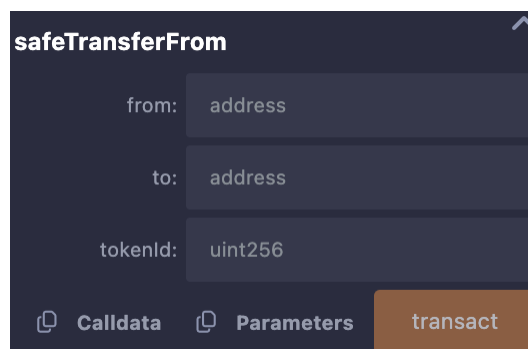 safeTransferFrom
from: address
to: address
tokenId: uint256
Calldata Parameters transact